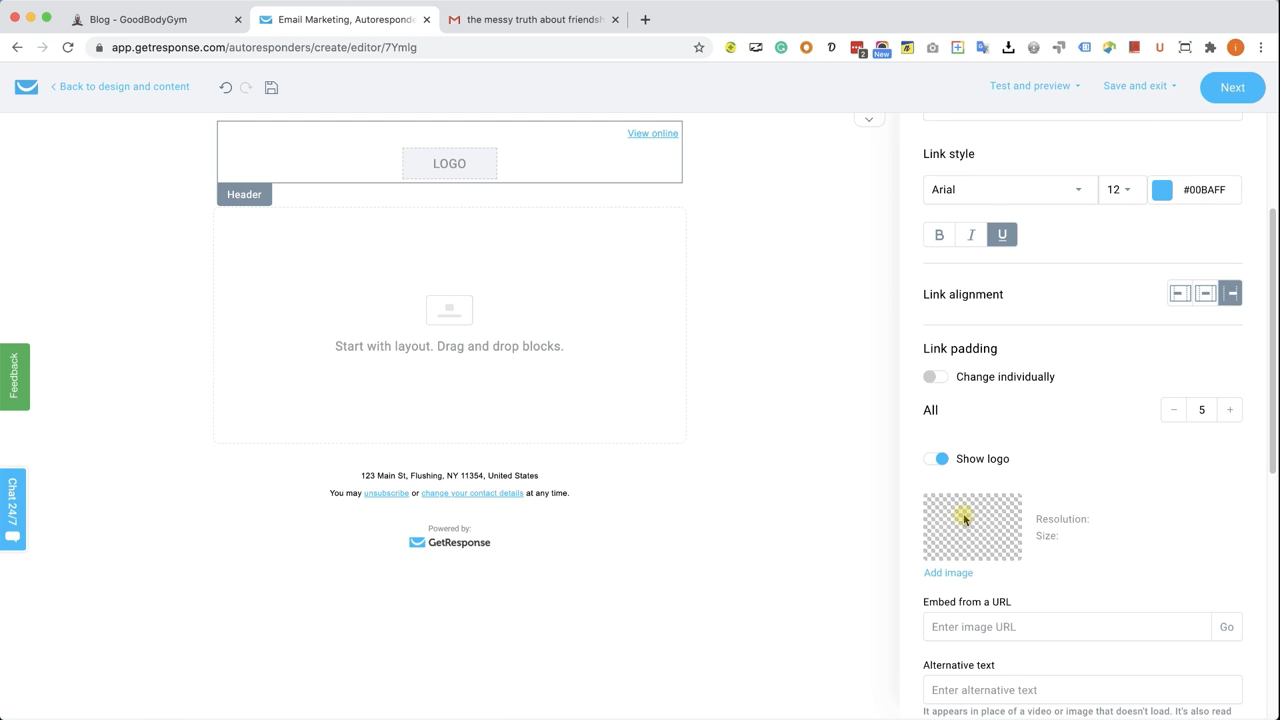 Blog - GoodBodyGym
Email Marketing, Autoresponde
the messy truth about friendsh
app.getresponse.com/autoresponders/create/editor/7YmIg
2
New
Back to design and content
Test and preview
Save and exit
Next
View online
LOGO
Header
Start with layout. Drag and drop blocks.
123 Main St, Flushing, NY 11354, United States
You may unsubscribe or change your contact details at any time.
Powered by:
GetResponse
Feedback
Chat 24/7
Link style
Arial
12
#00BAFF
B I U
Link alignment
Link padding
Change individually
All
- 5 +
Show logo
Resolution:
Size:
Add image
Embed from a URL
Enter image URL
Go
Alternative text
Enter alternative text
It appears in place of a video or image that doesn't load. It's also read